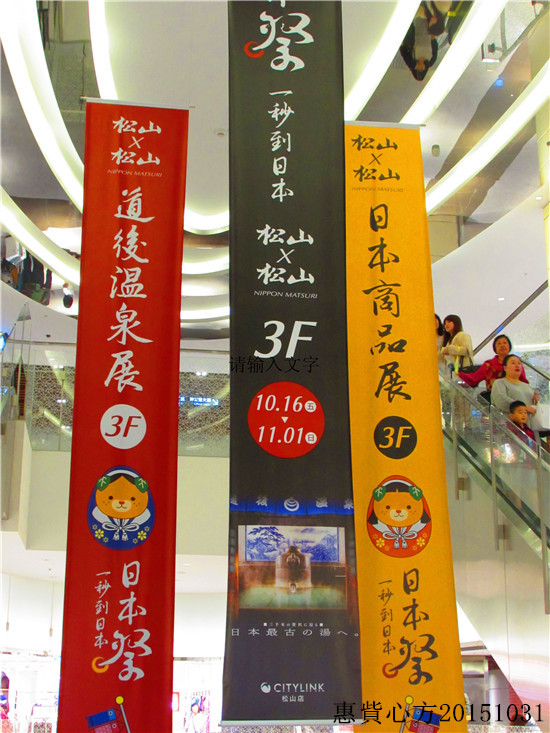 松山
×
松山
NIPPON MATSURI
道後温泉展
3F
日本祭
一秒到日本
祭
一秒到日本
松山
×
松山
NIPPON MATSURI
3F
请输入文字
10.16五
11.01日
日本最古の湯へ。
CITYLINK
松山店
松山
×
松山
NIPPON MATSURI
日本商品展
3F
日本祭
一秒到日本
惠貲心方20151031